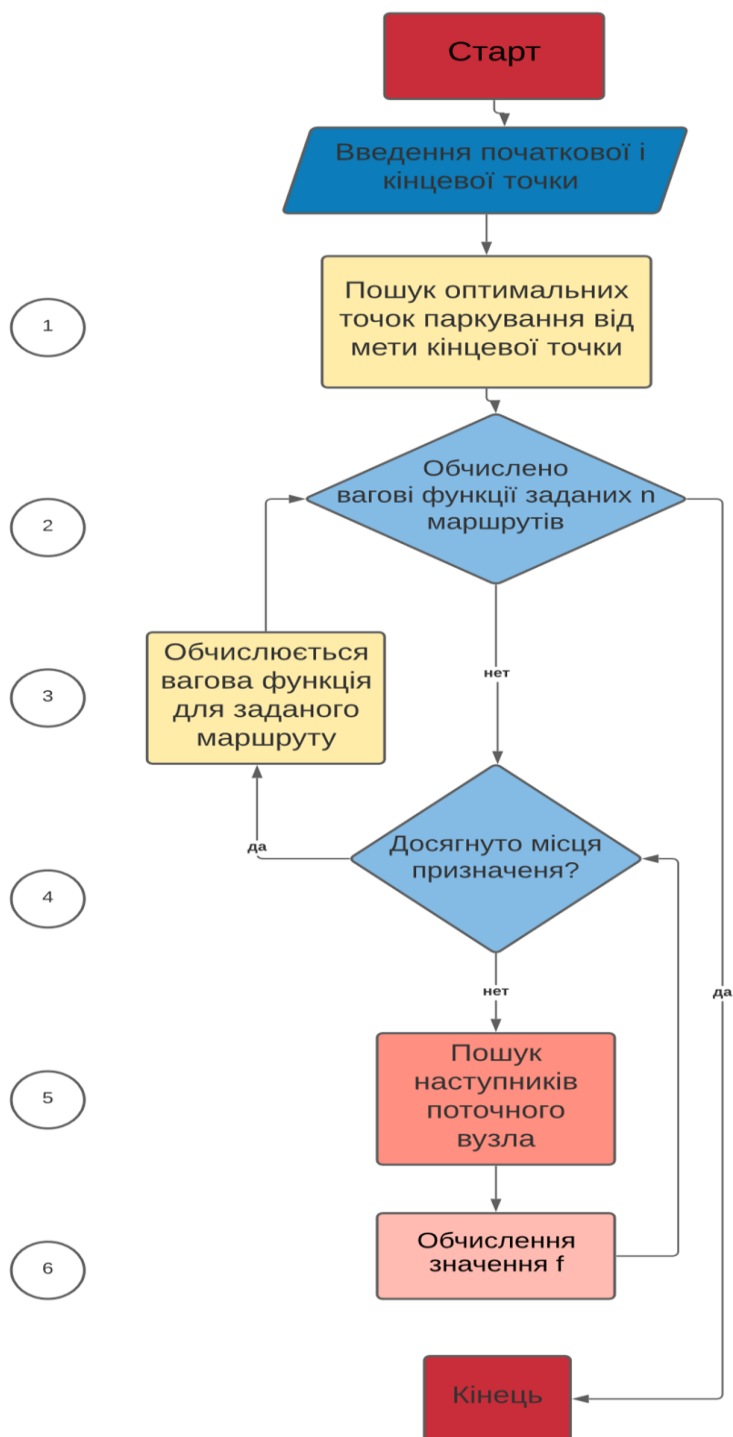 Старт
Введення початкової і
кінцевої точки
1
Пошук оптимальних
точок паркування від
мети кінцевої точки
2
Обчислено
вагові функції заданих n
маршрутів
нет
3
Обчислюється
вагова функція
для заданого
маршруту
да
4
Досягнуто місця
призначеня?
нет
да
5
Пошук
наступників
поточного
вузла
6
Обчислення
значення f
Кінець